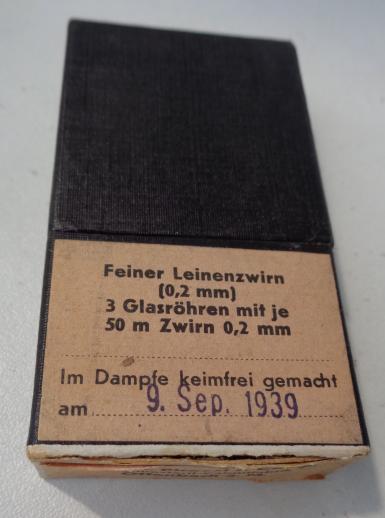 Feiner Leinenzwirn
(0,2 mm)
3 Glasröhren mit je
50 m Zwirn 0,2 mm
Im Dampfe keimfrei gemacht
am 9. Sep. 1939